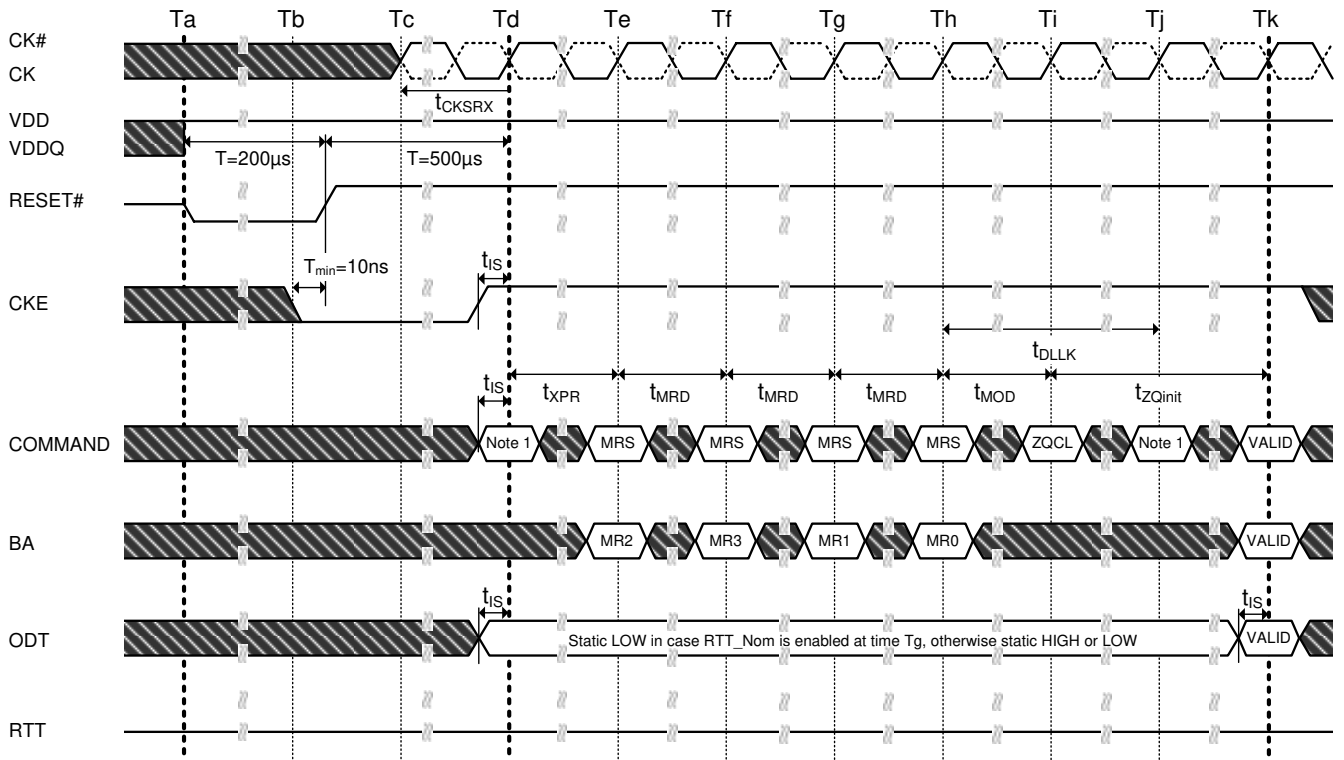 Ta Tb Tc Td Te Tf Tg Th Ti Tj Tk
CK#
CK
tCKSRX
VDD
VDDQ
T=200µs T=500µs
RESET#
Tmin=10ns tIS
CKE
tDLLK
tIS tXPR tMRD tMRD tMRD tMOD tZQinit
COMMAND Note 1 MRS MRS MRS MRS ZQCL Note 1 VALID
BA MR2 MR3 MR1 MR0 VALID
tIS tIS
ODT Static LOW in case RTT_Nom is enabled at time Tg, otherwise static HIGH or LOW VALID
RTT